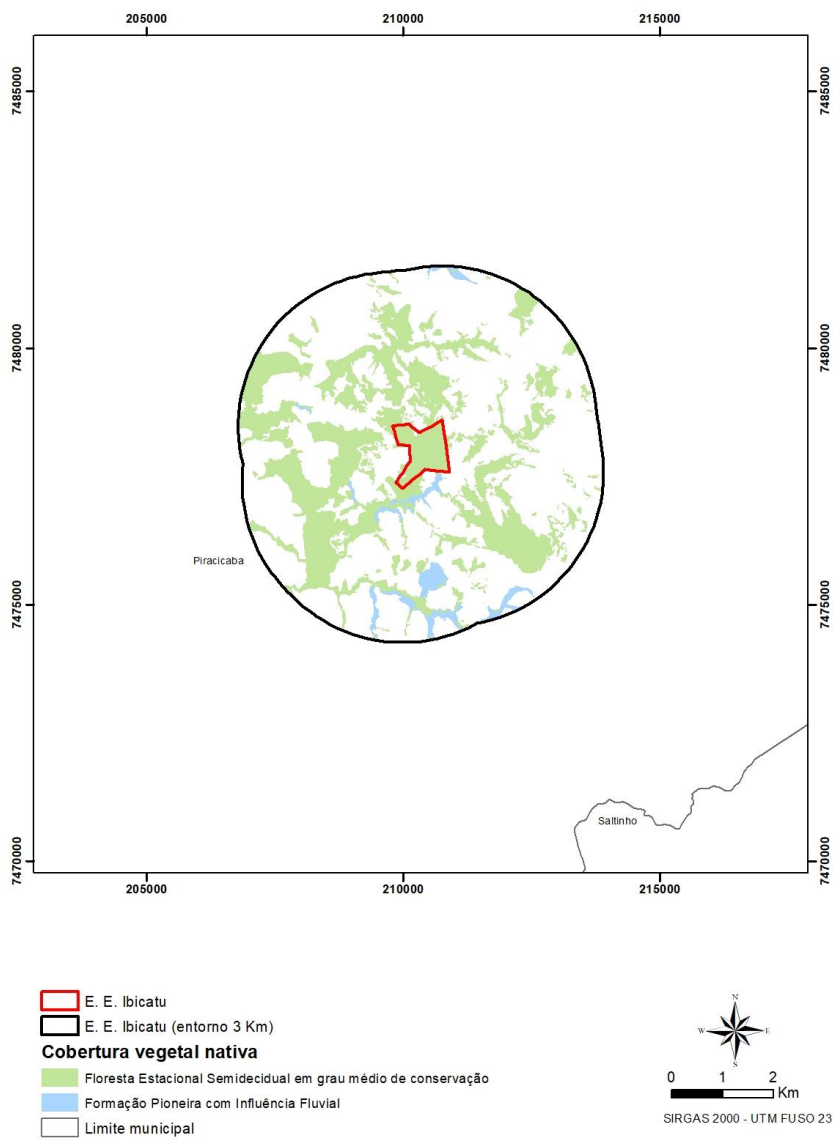 205000 210000 215000
7485000 7485000
7480000 7480000
Piracicaba
7475000 7475000
Saltinho
7470000 7470000
205000 210000 215000
E. E. Ibicatu
E. E. Ibicatu (entorno 3 Km)
Cobertura vegetal nativa
Floresta Estacional Semidecidual em grau médio de conservação
Formação Pioneira com Influência Fluvial
Limite municipal
N
W E
S
0 1 2
Km
SIRGAS 2000 - UTM FUSO 23